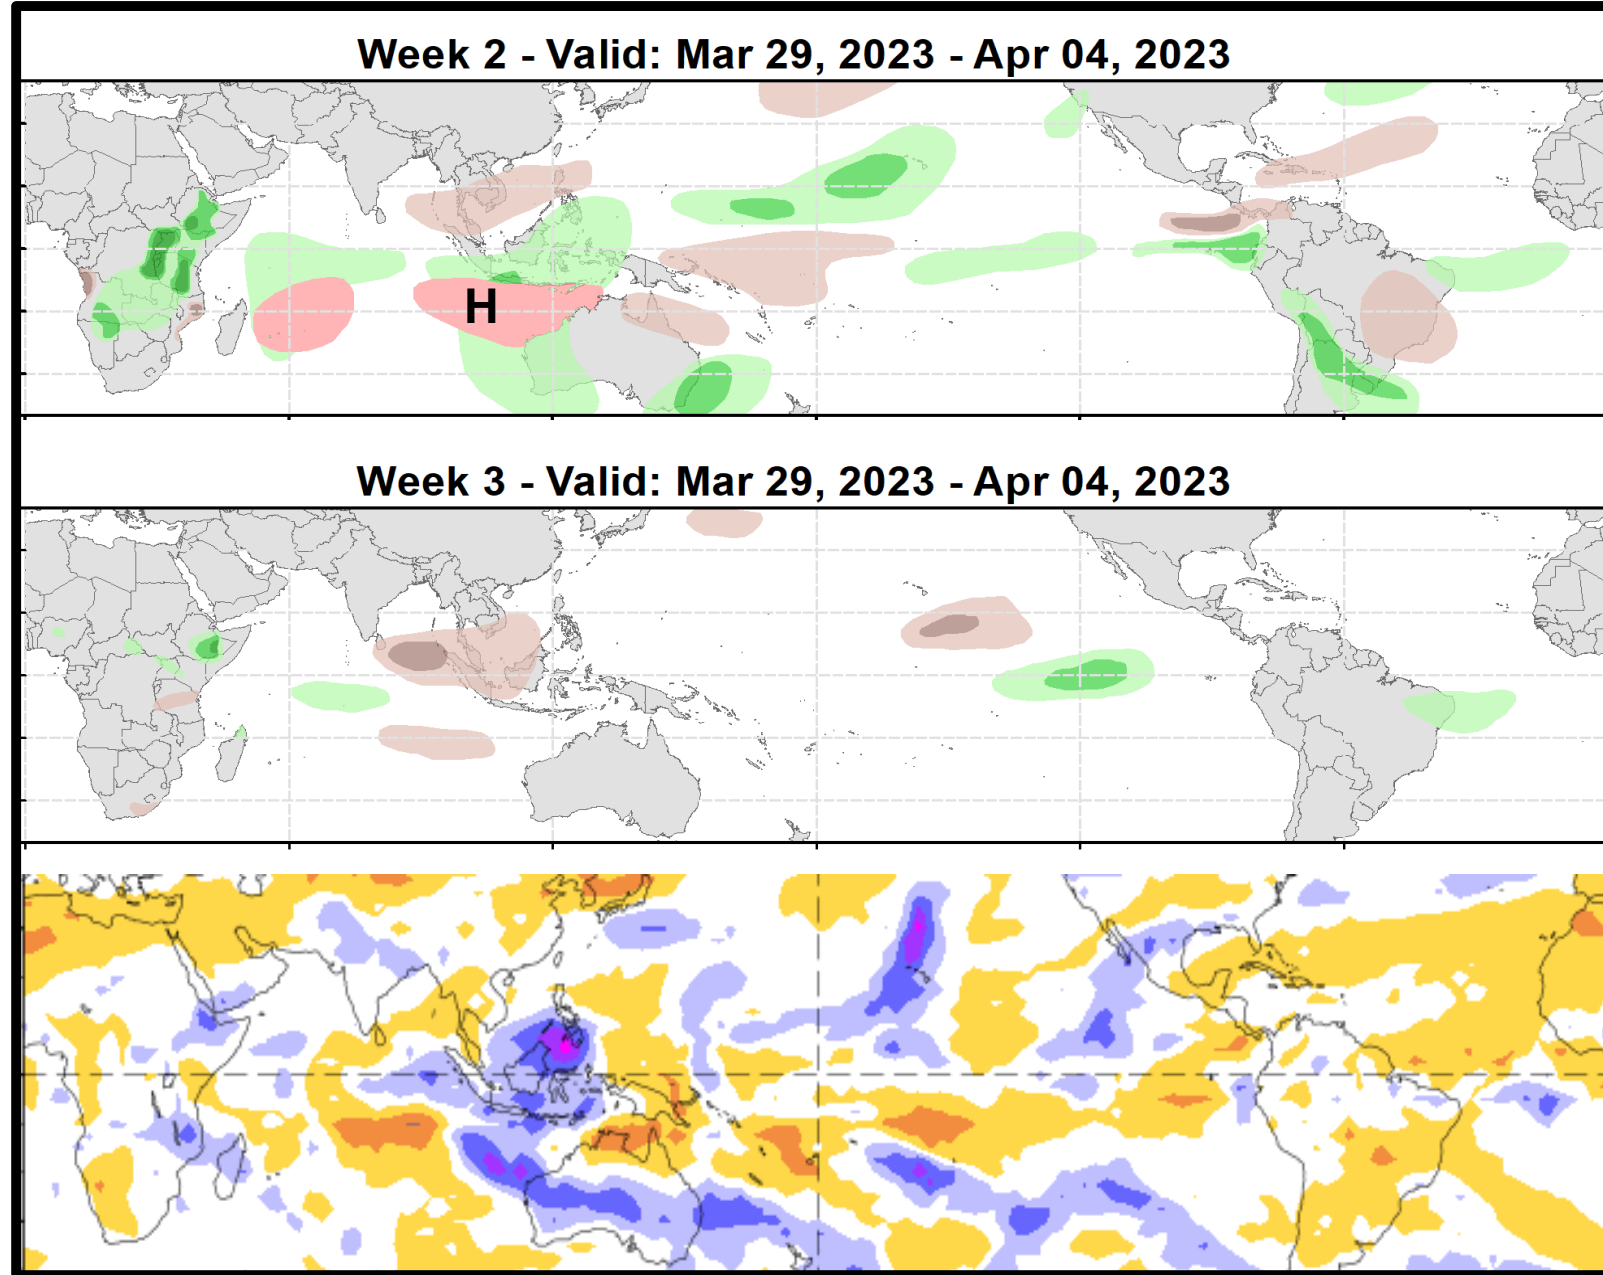 Week 2 - Valid: Mar 29, 2023 - Apr 04, 2023
H
Week 3 - Valid: Mar 29, 2023 - Apr 04, 2023